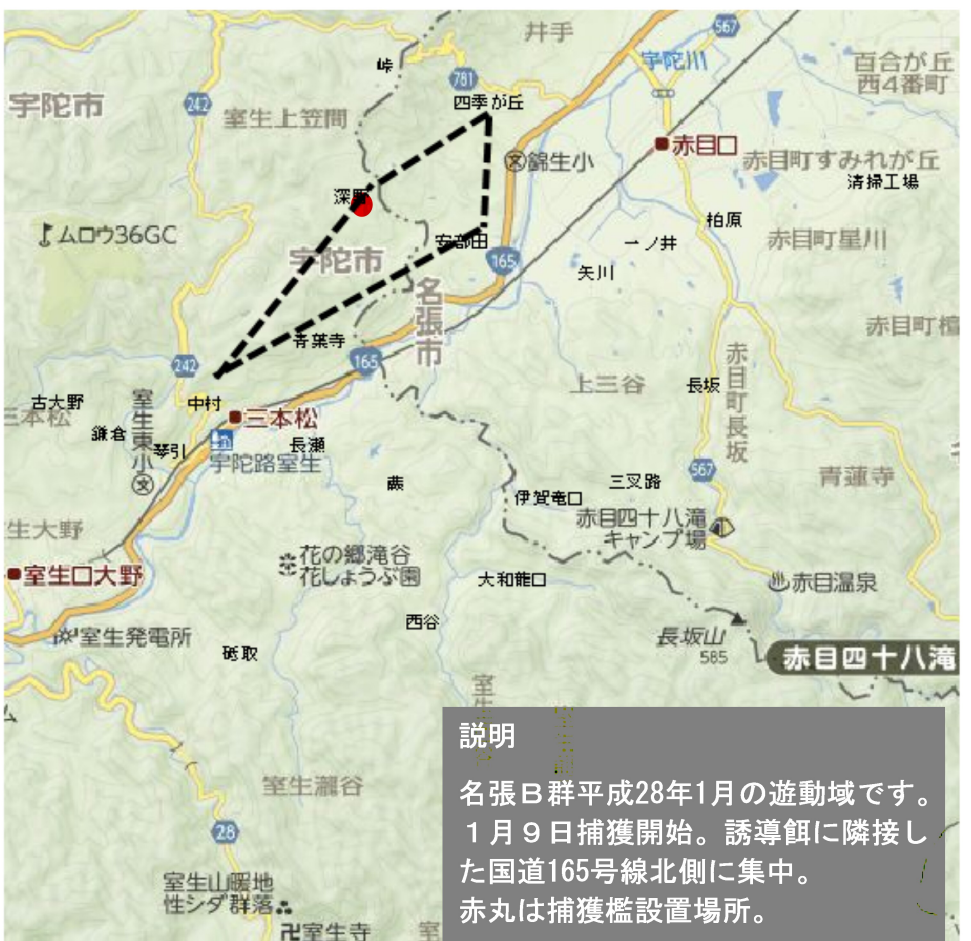 井手
567
峠
宇陀川
百合が丘
西4番町
781
宇陀市
242
四季が丘
室生上笠間
赤目口
錦生小
赤目町すみれが丘
清掃工場
深野
柏原
ムロウ36GC
安部田
一ノ井
赤目町星川
宇陀市
165
矢川
名張市
赤目町檀
青葉寺
242
165
赤目町長坂
上三谷
長坂
古大野
中村
三本松
室生東小
三本松
鎌倉
琴引
長瀬
宇陀路室生
567
蕨
三叉路
青蓮寺
伊賀竜口
赤目四十八滝
キャンプ場
生大野
花の郷滝谷
花しょうぶ園
室生口大野
大和龍口
赤目温泉
西谷
室生発電所
長坂山
585
砥取
赤目四十八滝
室生
ム
説明
室生瀧谷
名張Ｂ群平成28年1月の遊動域です。
１月９日捕獲開始。誘導餌に隣接し
た国道165号線北側に集中。
赤丸は捕獲檻設置場所。
28
室生山暖地
性シダ群落
室生寺
室